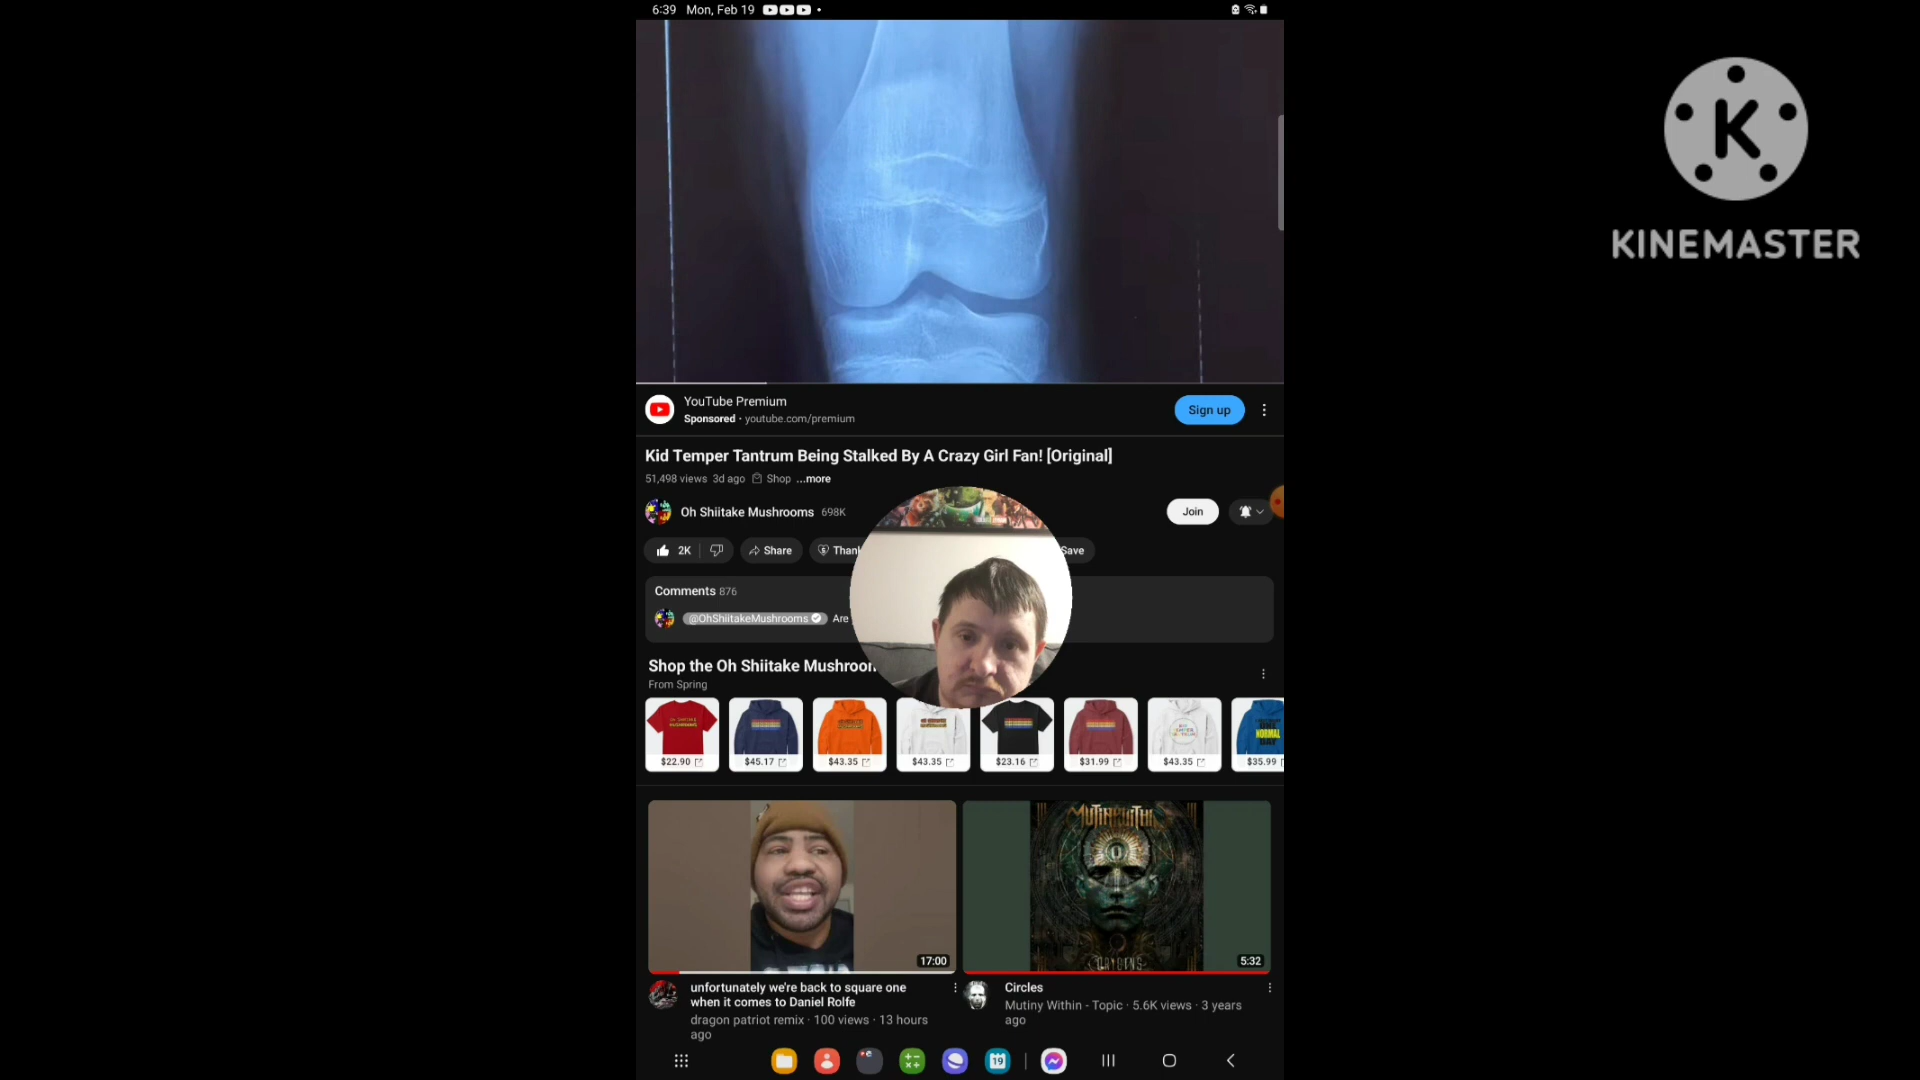 6:39 Mon, Feb 19
K
KINEMASTER
YouTube Premium
Sponsored · youtube.com/premium
Sign up
Kid Temper Tantrum Being Stalked By A Crazy Girl Fan! [Original]
51,498 views 3d ago Shop ...more
Oh Shiitake Mushrooms 698K
Join
2K Share Than Save
Comments 876
@OhShiitakeMushrooms Are
Shop the Oh Shiitake Mushroom
From Spring
$22.90 $45.17 $43.35 $43.35 $23.16 $31.99 $43.35 $35.99
NORMAL
17:00
5:32
unfortunately we're back to square one
when it comes to Daniel Rolfe
dragon patriot remix · 100 views · 13 hours
ago
Circles
Mutiny Within - Topic · 5.6K views · 3 years
ago
19